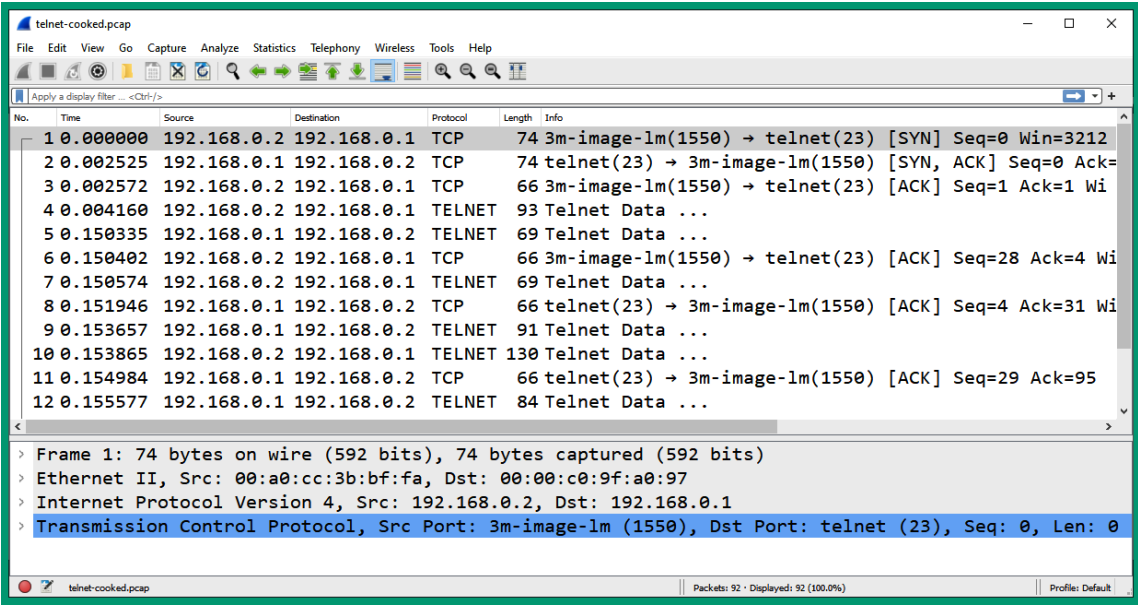 telnet-cooked.pcap
File Edit View Go Capture Analyze Statistics Telephony Wireless Tools Help
Apply a display filter ... <Ctrl-/>
No. Time Source Destination Protocol Length Info
1 0.000000 192.168.0.2 192.168.0.1 TCP 74 3m-image-lm(1550) → telnet(23) [SYN] Seq=0 Win=3212
2 0.002525 192.168.0.1 192.168.0.2 TCP 74 telnet(23) → 3m-image-lm(1550) [SYN, ACK] Seq=0 Ack=
3 0.002572 192.168.0.2 192.168.0.1 TCP 66 3m-image-lm(1550) → telnet(23) [ACK] Seq=1 Ack=1 Wi
4 0.004160 192.168.0.2 192.168.0.1 TELNET 93 Telnet Data ...
5 0.150335 192.168.0.1 192.168.0.2 TELNET 69 Telnet Data ...
6 0.150402 192.168.0.2 192.168.0.1 TCP 66 3m-image-lm(1550) → telnet(23) [ACK] Seq=28 Ack=4 Wi
7 0.150574 192.168.0.2 192.168.0.1 TELNET 69 Telnet Data ...
8 0.151946 192.168.0.1 192.168.0.2 TCP 66 telnet(23) → 3m-image-lm(1550) [ACK] Seq=4 Ack=31 Wi
9 0.153657 192.168.0.1 192.168.0.2 TELNET 91 Telnet Data ...
10 0.153865 192.168.0.2 192.168.0.1 TELNET 130 Telnet Data ...
11 0.154984 192.168.0.1 192.168.0.2 TCP 66 telnet(23) → 3m-image-lm(1550) [ACK] Seq=29 Ack=95
12 0.155577 192.168.0.1 192.168.0.2 TELNET 84 Telnet Data ...
Frame 1: 74 bytes on wire (592 bits), 74 bytes captured (592 bits)
Ethernet II, Src: 00:a0:cc:3b:bf:fa, Dst: 00:00:c0:9f:a0:97
Internet Protocol Version 4, Src: 192.168.0.2, Dst: 192.168.0.1
Transmission Control Protocol, Src Port: 3m-image-lm (1550), Dst Port: telnet (23), Seq: 0, Len: 0
telnet-cooked.pcap Packets: 92 · Displayed: 92 (100.0%) Profile: Default